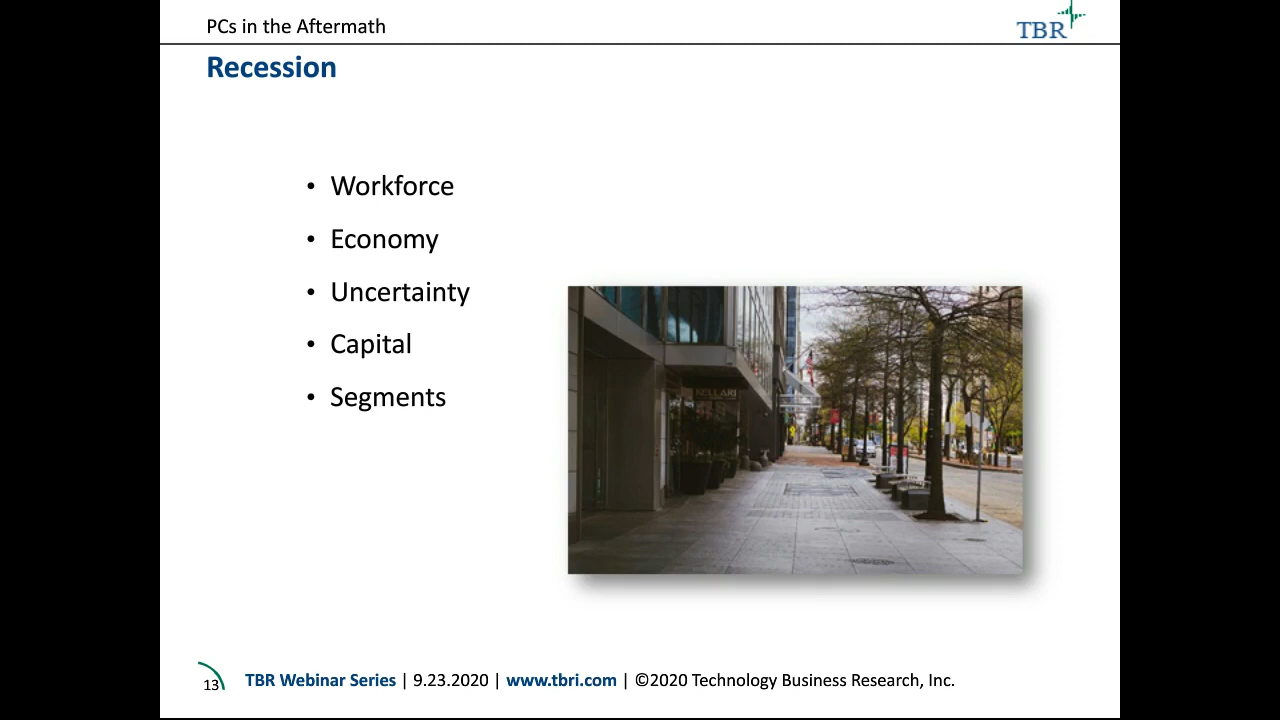 PCs in the Aftermath
TBR
Recession
• Workforce
• Economy
• Uncertainty
• Capital
• Segments
KELLARI
13
TBR Webinar Series | 9.23.2020 | www.tbri.com | ©2020 Technology Business Research, Inc.